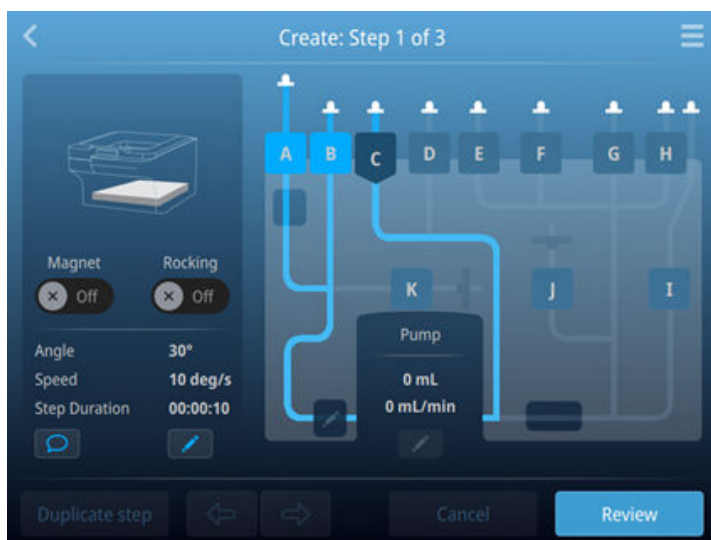 Create: Step 1 of 3
A B C D E F G H
Magnet Rocking
Off Off
K J I
Pump
Angle 30°
Speed 10 deg/s
Step Duration 00:00:10
0 mL
0 mL/min
Duplicate step Cancel Review